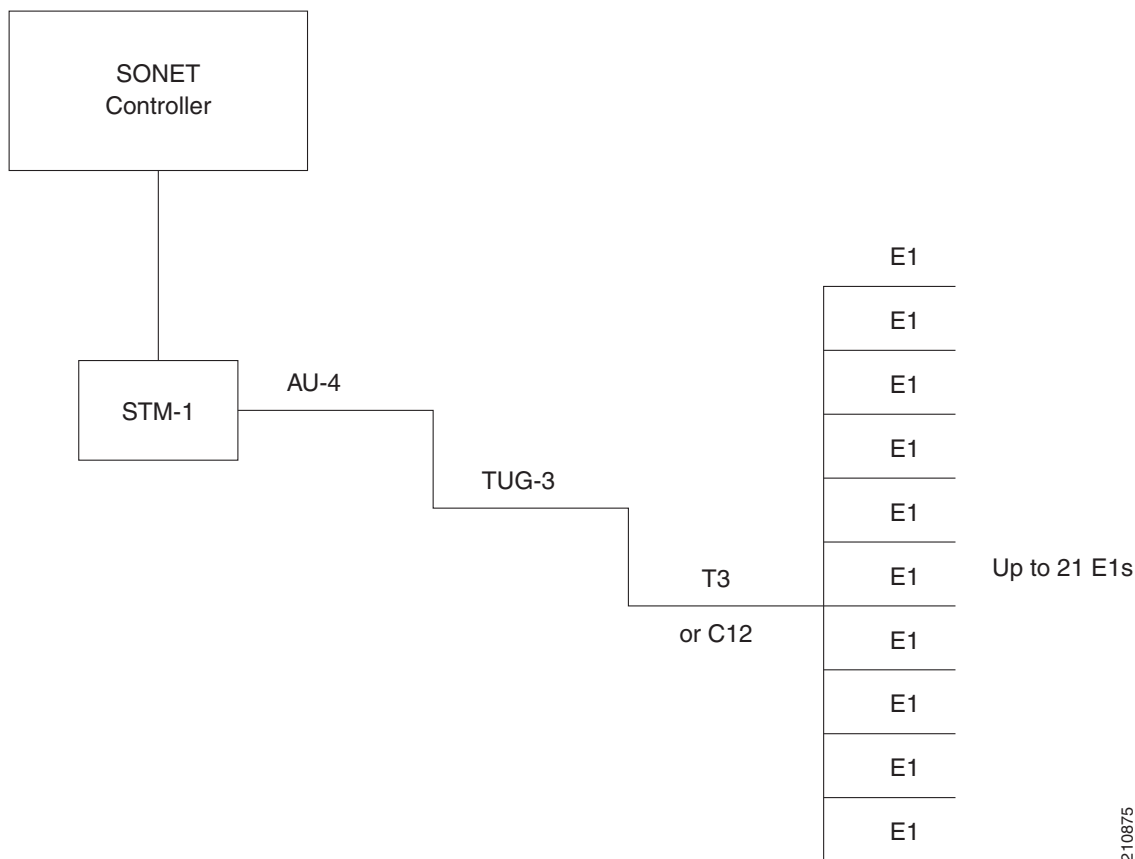 SONET
Controller
STM-1
AU-4
TUG-3
T3
or C12
E1
E1
E1
E1
E1
E1
E1
E1
E1
E1
Up to 21 E1s
210875